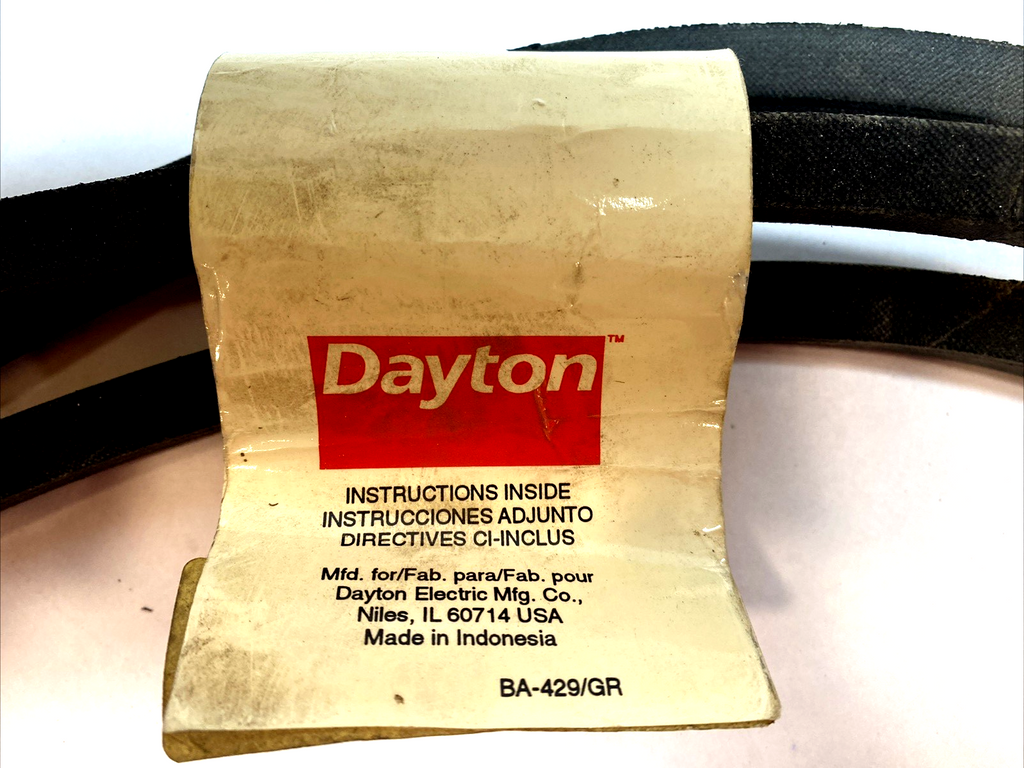 Dayton™
INSTRUCTIONS INSIDE
INSTRUCCIONES ADJUNTO
DIRECTIVES CI-INCLUS
Mfd. for/Fab. para/Fab. pour
Dayton Electric Mfg. Co.,
Niles, IL 60714 USA
Made in Indonesia
BA-429/GR